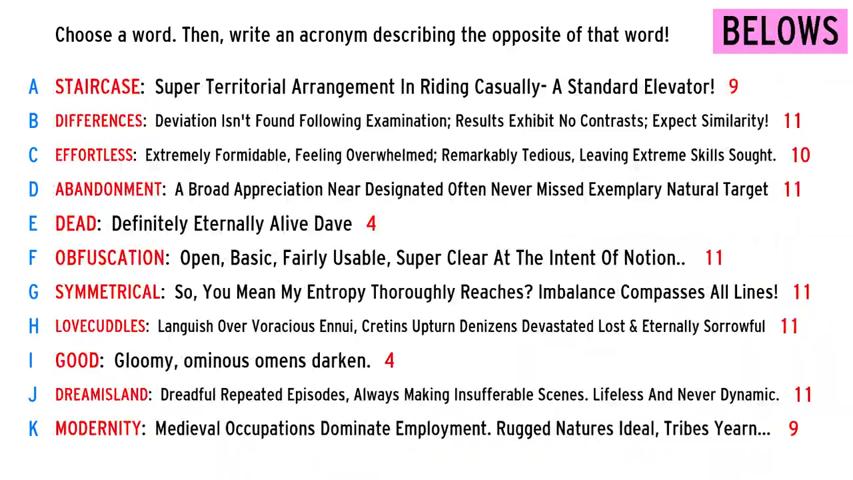 Choose a word. Then, write an acronym describing the opposite of that word!
BELOWS
A STAIRCASE: Super Territorial Arrangement In Riding Casually- A Standard Elevator! 9
B DIFFERENCES: Deviation Isn't Found Following Examination; Results Exhibit No Contrasts; Expect Similarity! 11
C EFFORTLESS: Extremely Formidable, Feeling Overwhelmed; Remarkably Tedious, Leaving Extreme Skills Sought. 10
D ABANDONMENT: A Broad Appreciation Near Designated Often Never Missed Exemplary Natural Target 11
E DEAD: Definitely Eternally Alive Dave 4
F OBFUSCATION: Open, Basic, Fairly Usable, Super Clear At The Intent Of Notion.. 11
G SYMMETRICAL: So, You Mean My Entropy Thoroughly Reaches? Imbalance Compasses All Lines! 11
H LOVECUDDLES: Languish Over Voracious Ennui, Cretins Upturn Denizens Devastated Lost & Eternally Sorrowful 11
I GOOD: Gloomy, ominous omens darken. 4
J DREAMISLAND: Dreadful Repeated Episodes, Always Making Insufferable Scenes. Lifeless And Never Dynamic. 11
K MODERNITY: Medieval Occupations Dominate Employment. Rugged Natures Ideal, Tribes Yearn... 9